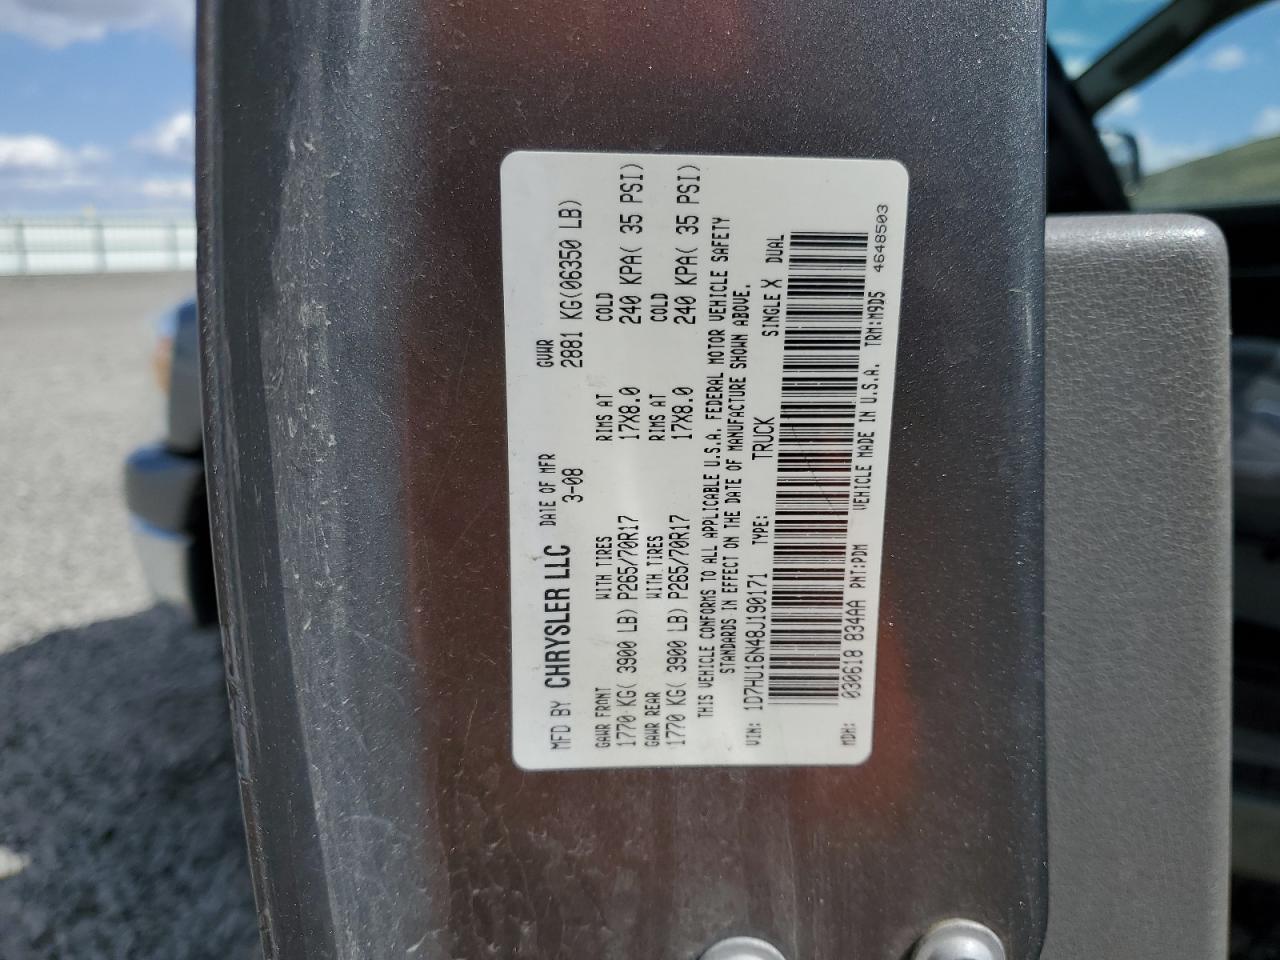 MFD BY CHRYSLER LLC DATE OF MFR 3-08 GVWR 2881 KG(06350 LB)
GAWR FRONT WITH TIRES RIMS AT COLD
1770 KG( 3900 LB) P265/70R17 17X8.0 240 KPA( 35 PSI)
GAWR REAR WITH TIRES RIMS AT COLD
1770 KG( 3900 LB) P265/70R17 17X8.0 240 KPA( 35 PSI)
THIS VEHICLE CONFORMS TO ALL APPLICABLE U.S.A. FEDERAL MOTOR VEHICLE SAFETY
STANDARDS IN EFFECT ON THE DATE OF MANUFACTURE SHOWN ABOVE.
VIN: 1D7HU16N48J190171 TYPE: TRUCK SINGLE X DUAL
MDH: 030618 834AA PNT:PDM VEHICLE MADE IN U.S.A. TRM:M9D5 4648503